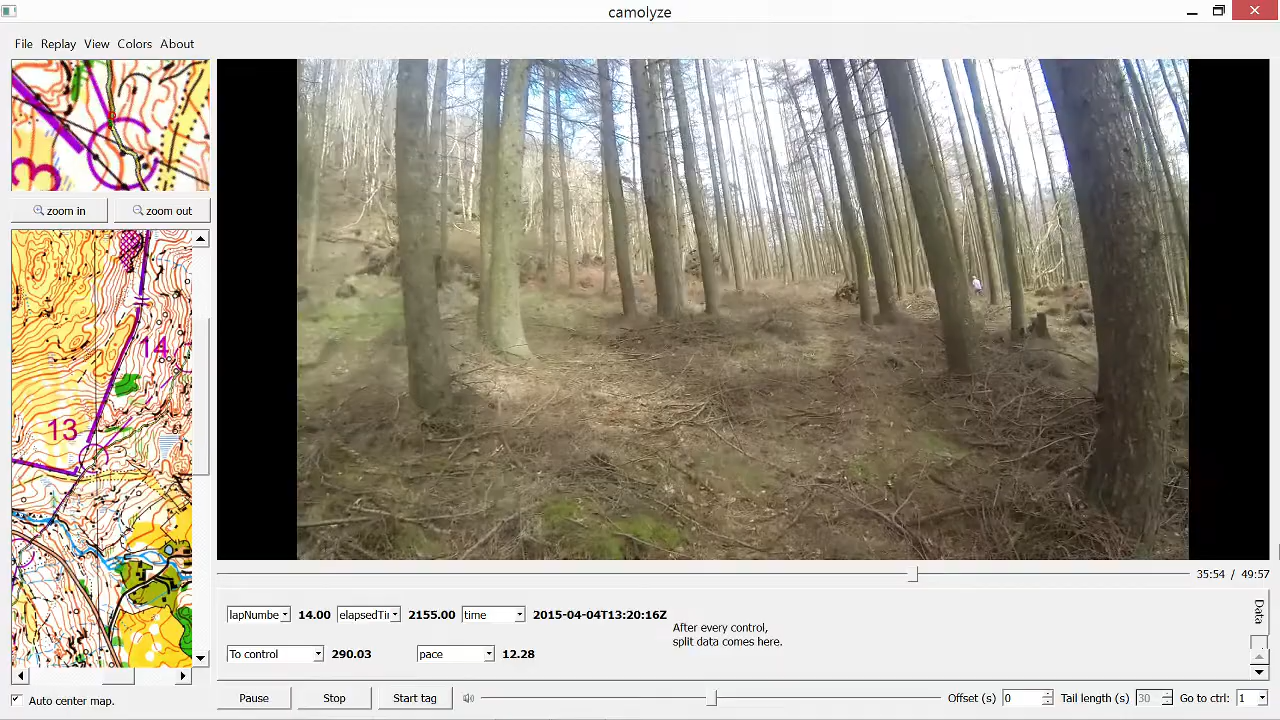 camolyze
File Replay View Colors About
zoom in zoom out
14
13
35:54 / 49:57
lapNumbe 14.00 elapsedTii 2155.00 time 2015-04-04T13:20:16Z
After every control,
split data comes here.
Data
To control 290.03 pace 12.28
Auto center map.
Pause Stop Start tag Offset (s) 0 Tail length (s) 30 Go to ctrl: 1